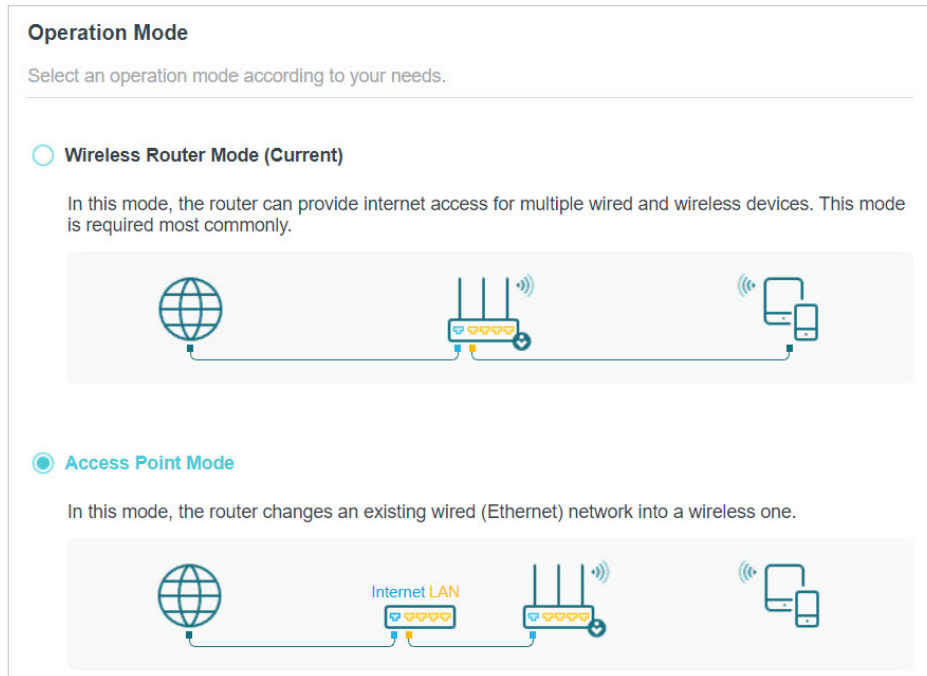 Operation Mode
Select an operation mode according to your needs.
Wireless Router Mode (Current)
In this mode, the router can provide internet access for multiple wired and wireless devices. This mode
is required most commonly.
Access Point Mode
In this mode, the router changes an existing wired (Ethernet) network into a wireless one.
Internet LAN